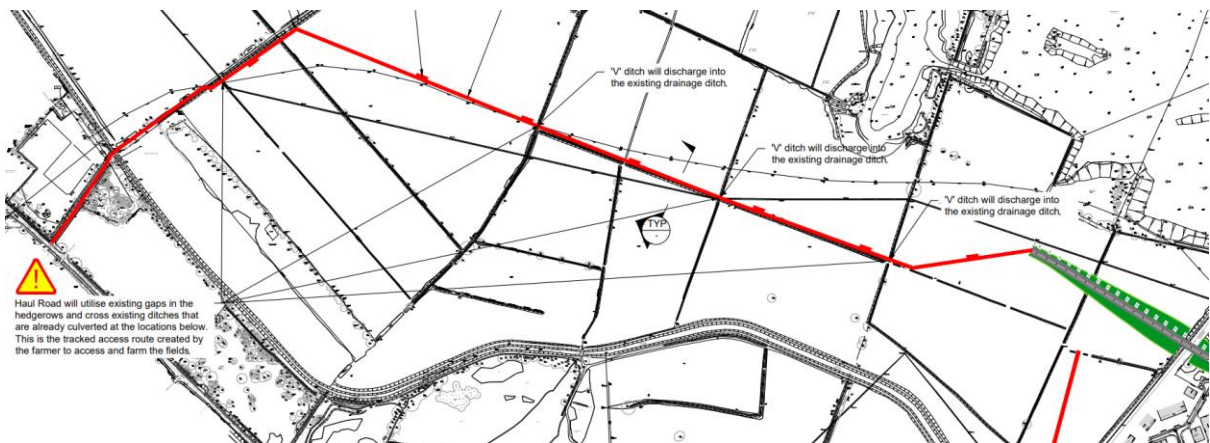 'V' ditch will discharge into
the existing drainage ditch.
'V' ditch will discharge into
the existing drainage ditch.
'V' ditch will discharge into
the existing drainage ditch.
TYP
!
Haul Road will utilise existing gaps in the
hedgerows and cross existing ditches that
are already culverted at the locations below.
This is the tracked access route created by
the farmer to access and farm the fields.